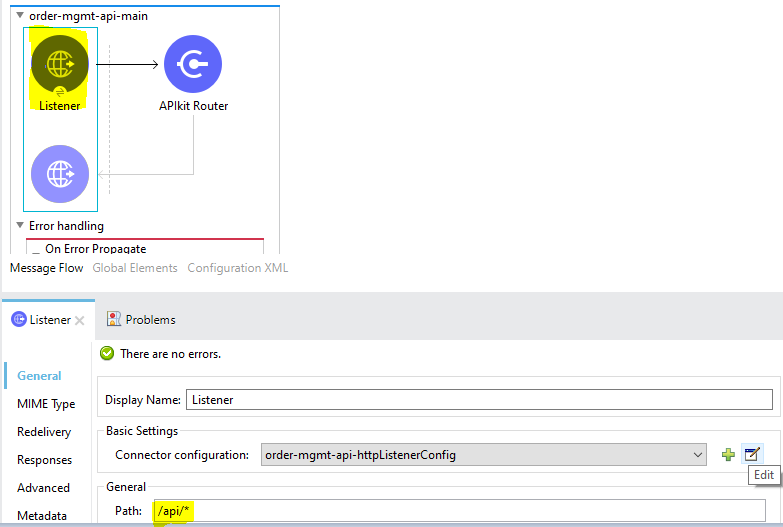 order-mgmt-api-main
Listener
APIkit Router
Error handling
On Error Propagate
Message Flow Global Elements Configuration XML
Listener Problems
There are no errors.
General
MIME Type
Redelivery
Responses
Advanced
Metadata
Display Name: Listener
Basic Settings
Connector configuration: order-mgmt-api-httpListenerConfig
Edit
General
Path: /api/*